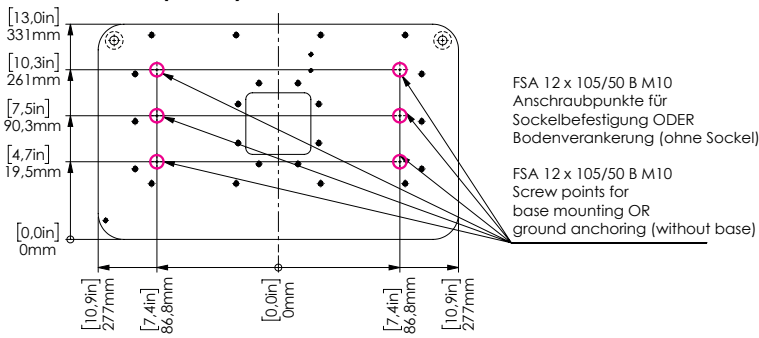 [13,0in]
331mm
[10,3in]
261mm
[7,5in]
90,3mm
[4,7in]
19,5mm
[0,0in]
0mm
FSA 12 x 105/50 B M10
Anschraubpunkte für
Sockelbefestigung ODER
Bodenverankerung (ohne Sockel)
FSA 12 x 105/50 B M10
Screw points for
base mounting OR
ground anchoring (without base)
[10,9in]
277mm
[7,4in]
86,8mm
[0,0in]
0mm
[7,4in]
86,8mm
[10,9in]
277mm